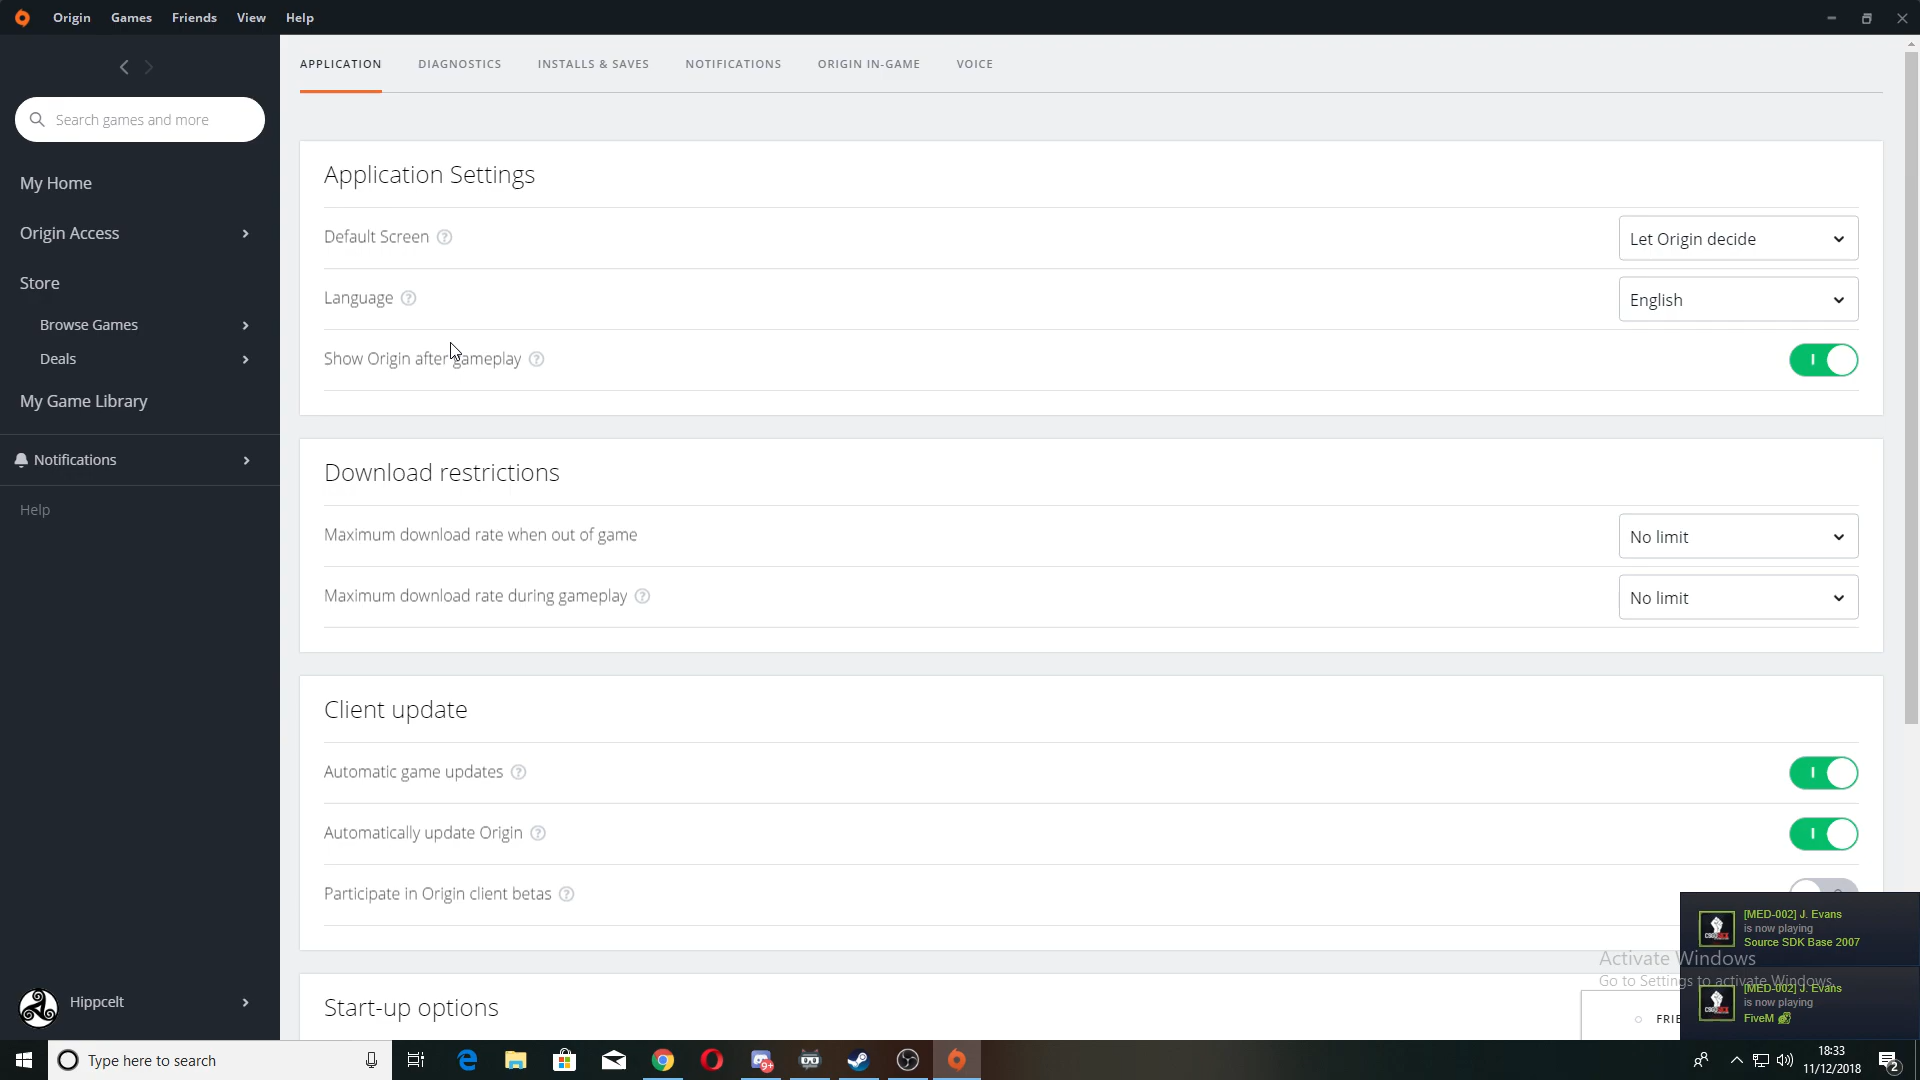 Origin Games Friends View Help
APPLICATION DIAGNOSTICS INSTALLS & SAVES NOTIFICATIONS ORIGIN IN-GAME VOICE
Search games and more
My Home
Origin Access
Store
Browse Games
Deals
My Game Library
Notifications
Help
Hippcelt
Application Settings
Default Screen ?
Let Origin decide
Language ?
English
Show Origin after gameplay ?
Download restrictions
Maximum download rate when out of game
No limit
Maximum download rate during gameplay ?
No limit
Client update
Automatic game updates ?
Automatically update Origin ?
Participate in Origin client betas ?
Start-up options
[MED-002] J. Evans
is now playing
Source SDK Base 2007
Activate Windows
Go to Settings to activate Windows.
[MED-002] J. Evans
is now playing
FiveM
Type here to search
9+
18:33
11/12/2018
2